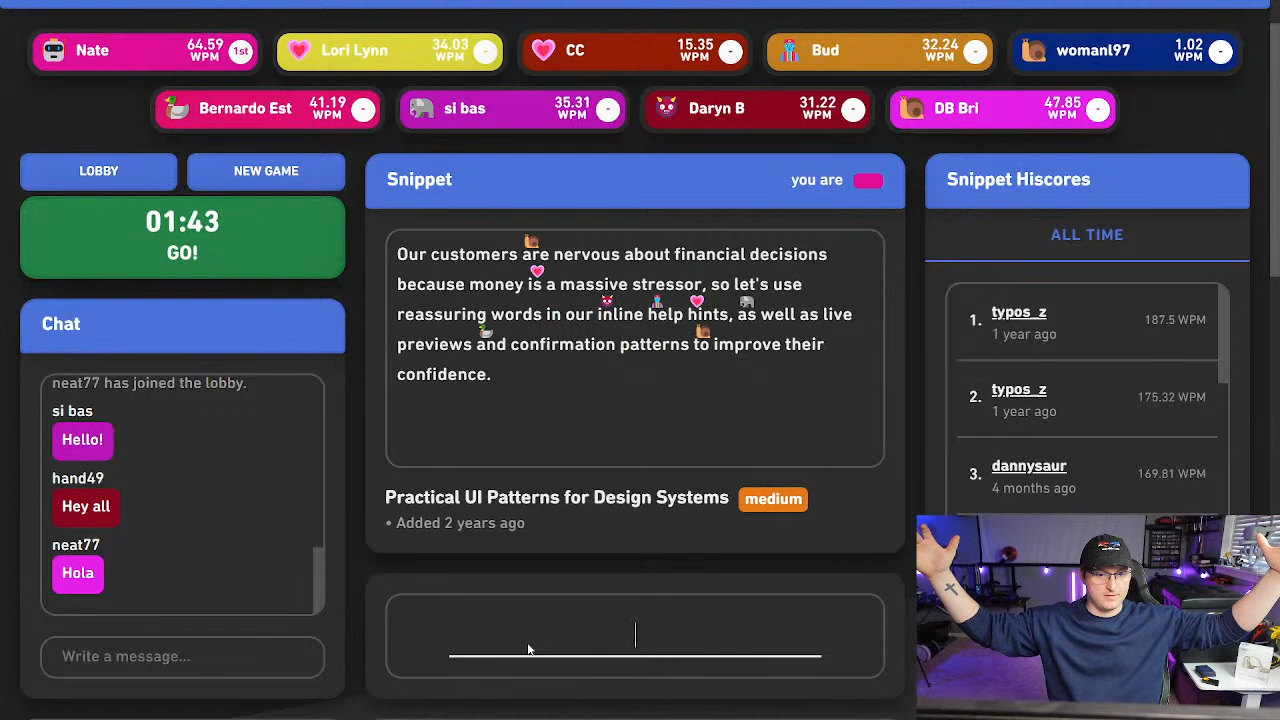 Nate 64.59 WPM 1st
Lori Lynn 34.03 WPM -
CC 15.35 WPM -
Bud 32.24 WPM -
womanl97 1.02 WPM -
Bernardo Est 41.19 WPM -
si bas 35.31 WPM -
Daryn B 31.22 WPM -
DB Bri 47.85 WPM -
LOBBY
NEW GAME
01:43
GO!
Chat
neat77 has joined the lobby.
si bas
Hello!
hand49
Hey all
neat77
Hola
Write a message...
Snippet
you are
Our customers are nervous about financial decisions
because money is a massive stressor, so let's use
reassuring words in our inline help hints, as well as live
previews and confirmation patterns to improve their
confidence.
Practical UI Patterns for Design Systems
medium
• Added 2 years ago
Snippet Hiscores
ALL TIME
1. typos_z 187.5 WPM
1 year ago
2. typos_z 175.32 WPM
1 year ago
3. dannysaur 169.81 WPM
4 months ago